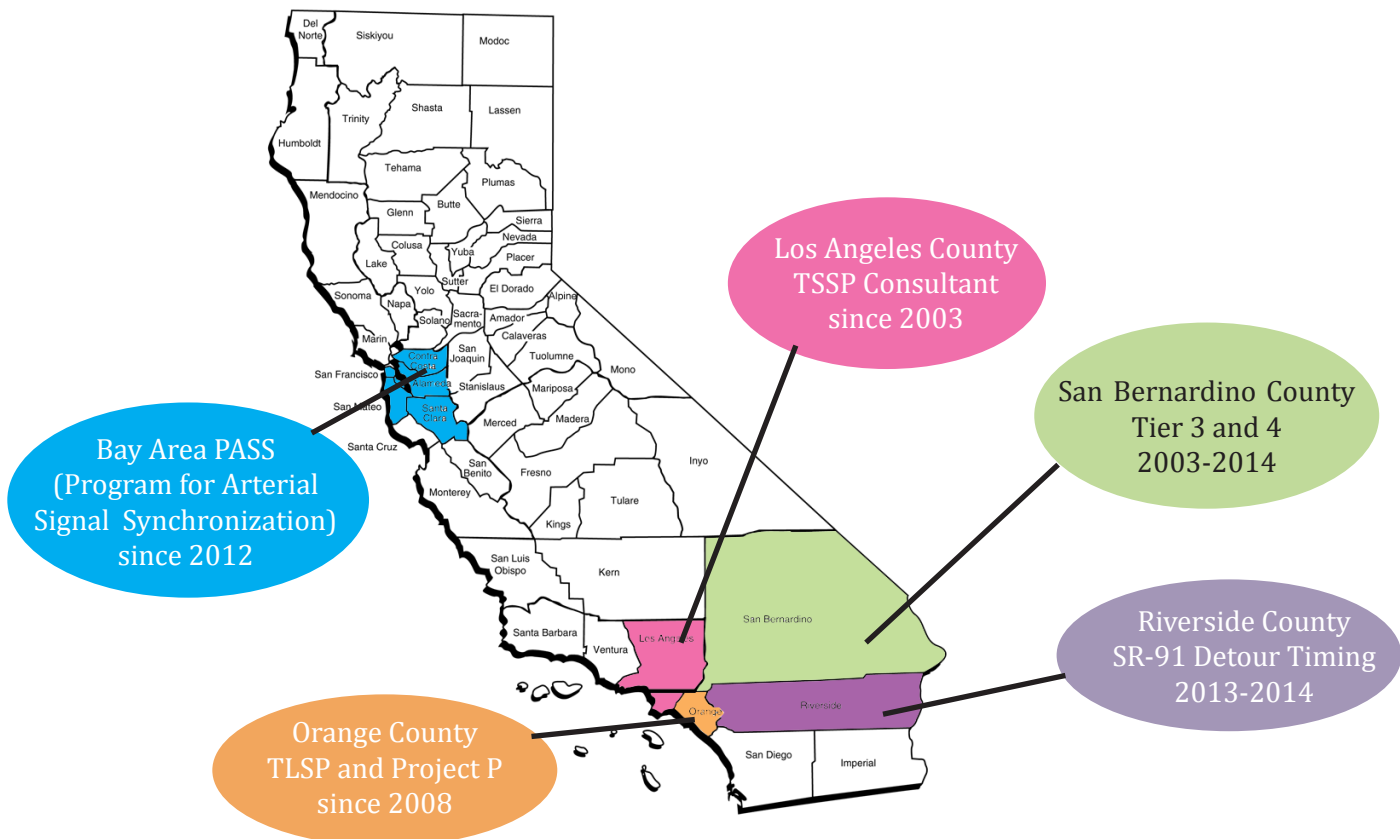 Del
Norte
Siskiyou
Modoc
Shasta
Lassen
Trinity
Humboldt
Tehama
Plumas
Mendocino
Butte
Glenn
Sierra
Nevada
Colusa
Yuba
Placer
Lake
Sutter
El Dorado
Alpine
Sonoma
Yolo
Napa
Sacra-
mento
Solano
Amador
Calaveras
Marin
San
Joaquin
Tuolumne
Contra
Costa
Mono
San Francisco
Alameda
Stanislaus
Mariposa
San Mateo
Santa
Clara
Madera
Merced
Santa Cruz
San
Benito
Fresno
Inyo
Monterey
Tulare
Kings
San Luis
Obispo
Kern
Santa Barbara
Ventura
Los Angeles
San Bernardino
Orange
Riverside
San Diego
Imperial
Los Angeles County
TSSP Consultant
since 2003
San Bernardino County
Tier 3 and 4
2003-2014
Bay Area PASS
(Program for Arterial
Signal Synchronization)
since 2012
Riverside County
SR-91 Detour Timing
2013-2014
Orange County
TLSP and Project P
since 2008